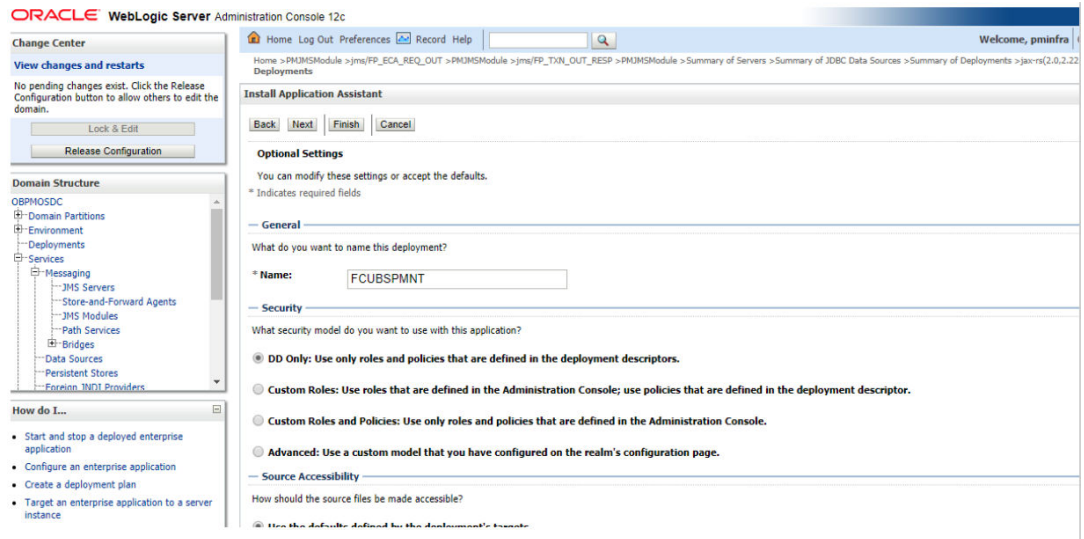 ORACLE WebLogic Server Administration Console 12c
Change Center
View changes and restarts
No pending changes exist. Click the Release
Configuration button to allow others to edit the
domain.
Lock & Edit
Release Configuration
Domain Structure
OBPMOSDC
Domain Partitions
Environment
Deployments
Services
Messaging
JMS Servers
Store-and-Forward Agents
JMS Modules
Path Services
Bridges
Data Sources
Persistent Stores
Foreign JNDI Providers
How do I...
Start and stop a deployed enterprise
application
Configure an enterprise application
Create a deployment plan
Target an enterprise application to a server
instance
Home Log Out Preferences Record Help
Welcome, pminfra
Home >PMJMSModule >jms/FP_ECA_REQ_OUT >PMJMSModule >jms/FP_TXN_OUT_RESP >PMJMSModule >Summary of Servers >Summary of JDBC Data Sources >Summary of Deployments >jax-rs(2.0,2.22
Deployments
Install Application Assistant
Back Next Finish Cancel
Optional Settings
You can modify these settings or accept the defaults.
* Indicates required fields
General
What do you want to name this deployment?
* Name: FCUBSPMNT
Security
What security model do you want to use with this application?
DD Only: Use only roles and policies that are defined in the deployment descriptors.
Custom Roles: Use roles that are defined in the Administration Console; use policies that are defined in the deployment descriptor.
Custom Roles and Policies: Use only roles and policies that are defined in the Administration Console.
Advanced: Use a custom model that you have configured on the realm's configuration page.
Source Accessibility
How should the source files be made accessible?
Use the defaults defined by the deployment's targets